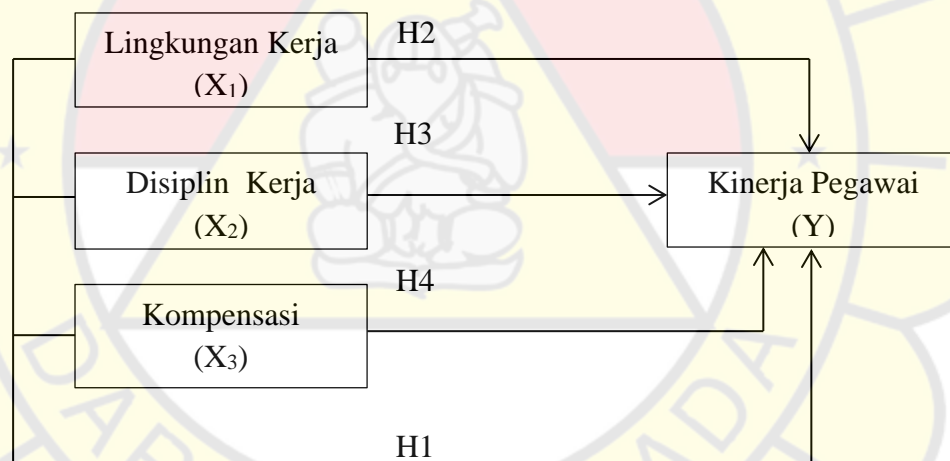 H2
Lingkungan Kerja
(X₁)
H3
Disiplin Kerja
(X₂)
Kinerja Pegawai
(Y)
H4
Kompensasi
(X₃)
H1